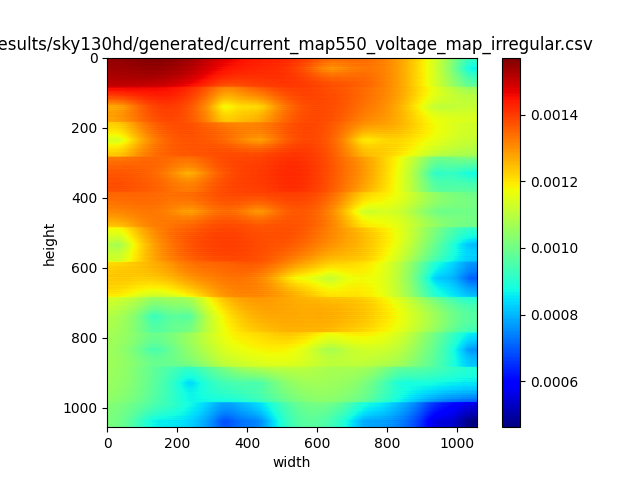 esults/sky130hd/generated/current_map550_voltage_map_irregular.csv
0
200
400
600
800
1000
height
0 200 400 600 800 1000
width
0.0014
0.0012
0.0010
0.0008
0.0006